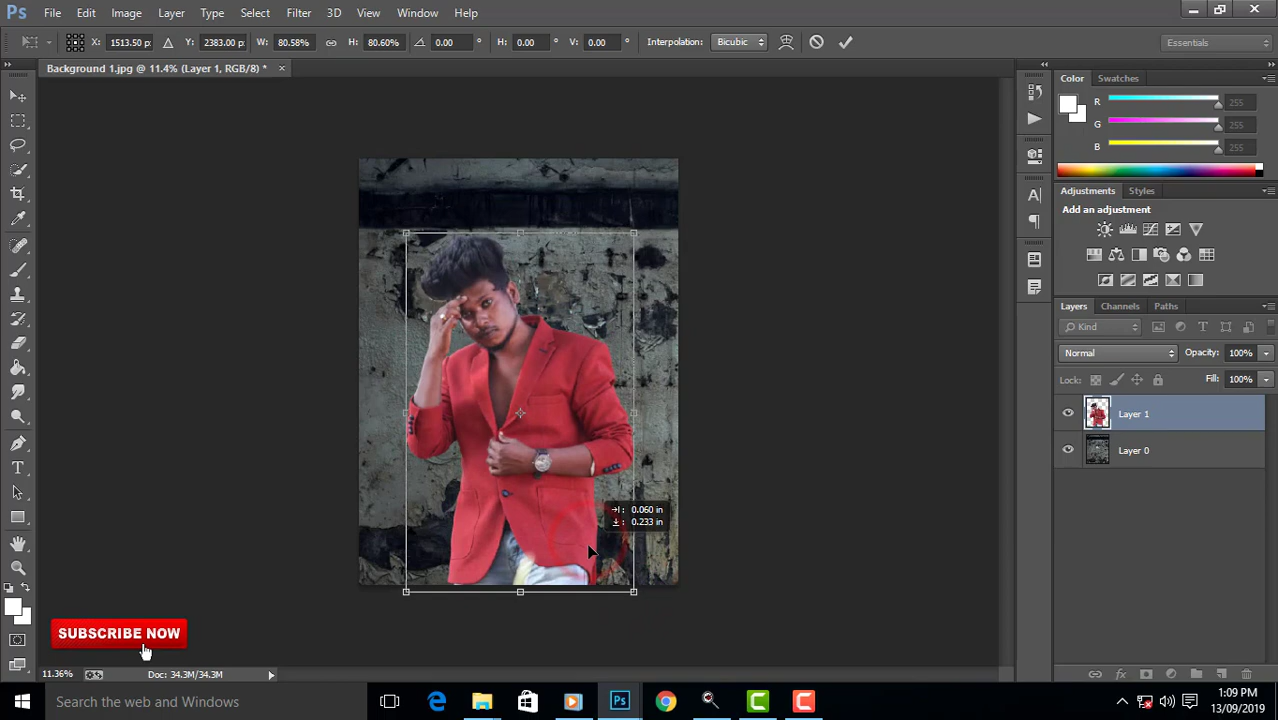 Ps File Edit Image Layer Type Select Filter 3D View Window Help
X: 1513.50 px Y: 2383.00 px W: 80.58% H: 80.60% 0.00 ° H: 0.00 ° V: 0.00 ° Interpolation: Bicubic Essentials
Background 1.jpg @ 11.4% (Layer 1, RGB/8) *
Color Swatches
R 255
G 255
B 255
Adjustments Styles
Add an adjustment
Layers Channels Paths
Kind
Normal Opacity: 100%
Lock: Fill: 100%
Layer 1
Layer 0
0.060 in
0.233 in
SUBSCRIBE NOW
11.36% Doc: 34.3M/34.3M
Search the web and Windows
Ps
1:09 PM
13/09/2019